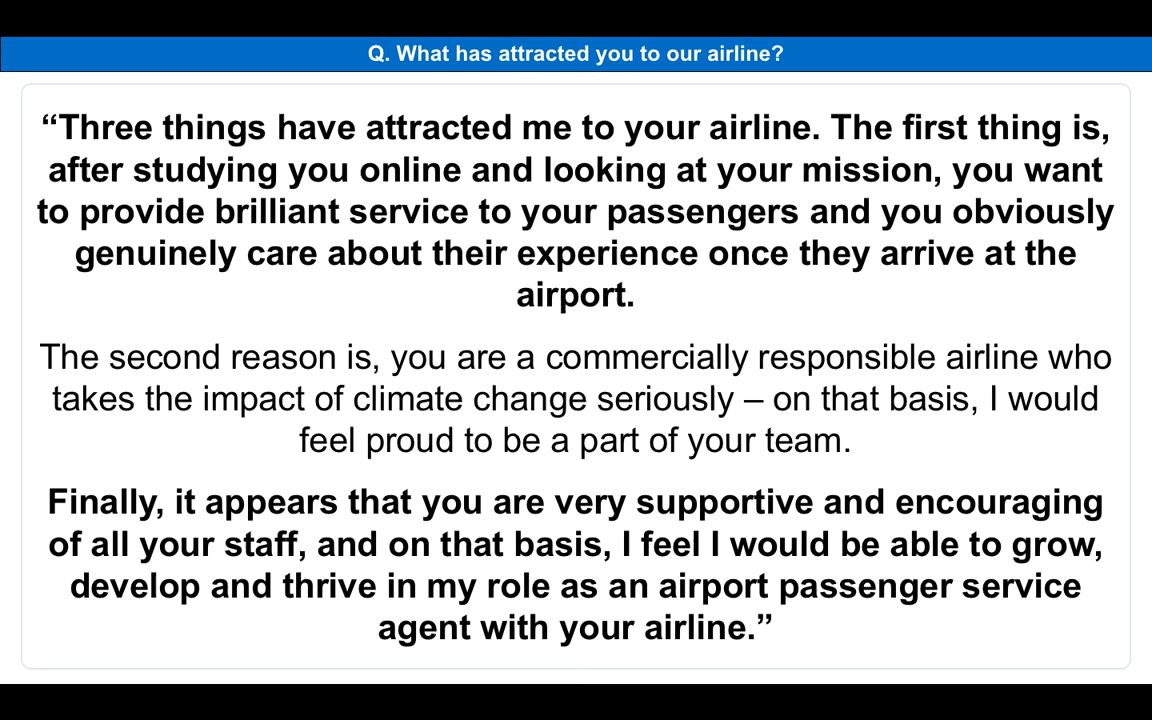 Q. What has attracted you to our airline?
“Three things have attracted me to your airline. The first thing is,
after studying you online and looking at your mission, you want
to provide brilliant service to your passengers and you obviously
genuinely care about their experience once they arrive at the
airport.
The second reason is, you are a commercially responsible airline who
takes the impact of climate change seriously – on that basis, I would
feel proud to be a part of your team.
Finally, it appears that you are very supportive and encouraging
of all your staff, and on that basis, I feel I would be able to grow,
develop and thrive in my role as an airport passenger service
agent with your airline.”